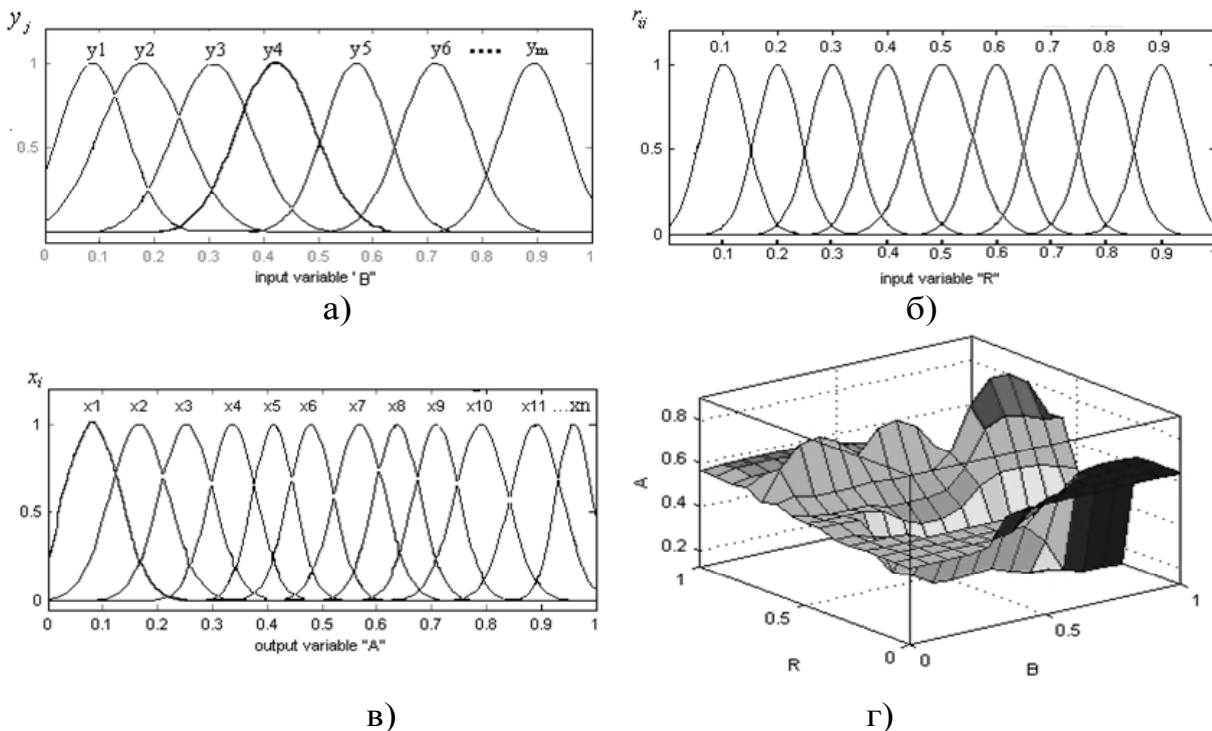 y j
y1 y2 y3 y4 y5 y6 ▪▪▪▪ ym
1
0.5
0 0.1 0.2 0.3 0.4 0.5 0.6 0.7 0.8 0.9 1
input variable " B"
а)
r ij
0.1 0.2 0.3 0.4 0.5 0.6 0.7 0.8 0.9
1
0.5
0
0.1 0.2 0.3 0.4 0.5 0.6 0.7 0.8 0.9
input variable "R"
б)
x i
x1 x2 x3 x4 x5 x6 x7 x8 x9 x10 x11 ...xn
1
0.5
0
0 0.1 0.2 0.3 0.4 0.5 0.6 0.7 0.8 0.9 1
output variable "A"
в)
0.8
0.6
0.4
0.2
A
1
0.5
0
R
0
0.5
1
B
г)